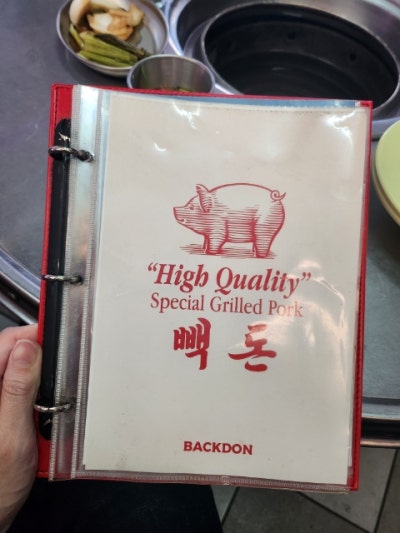 “High Quality”
Special Grilled Pork
빽돈
BACKDON